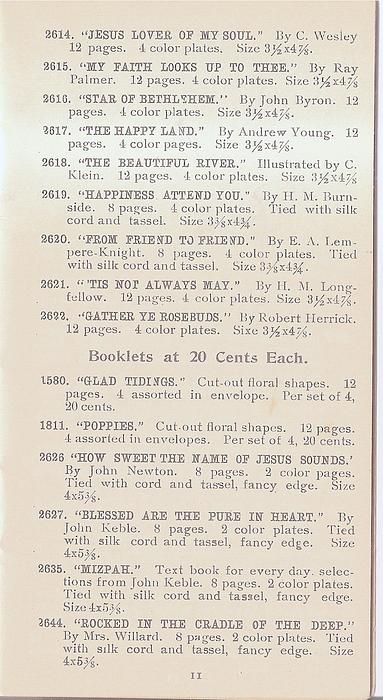 2614. "JESUS LOVER OF MY SOUL." By C. Wesley
12 pages. 4 color plates. Size 3½x4⅞.
2615. "MY FAITH LOOKS UP TO THEE." By Ray
Palmer. 12 pages. 4 color plates. Size 3½x4⅞
2616. "STAR OF BETHLEHEM." By John Byron. 12
pages. 4 color plates. Size 3½x4⅞.
2617. "THE HAPPY LAND." By Andrew Young. 12
pages. 4 color pages. Size 3½x4⅞.
2618. "THE BEAUTIFUL RIVER." Illustrated by C.
Klein. 12 pages. 4 color plates. Size 3½x4⅞
2619. "HAPPINESS ATTEND YOU." By H. M. Burn-
side. 8 pages. 4 color plates. Tied with silk
cord and tassel. Size 3⅜x4¾.
2620. "FROM FRIEND TO FRIEND." By E. A. Lem-
pere-Knight. 8 pages. 4 color plates. Tied
with silk cord and tassel. Size 3⅜x4¾.
2621. "'TIS NOT ALWAYS MAY." By H. M. Long-
fellow. 12 pages. 4 color plates. Size 3½x4⅞.
2622. "GATHER YE ROSEBUDS." By Robert Herrick.
12 pages. 4 color plates. Sixe 3½x4⅞.
Booklets at 20 Cents Each.
1580. "GLAD TIDINGS." Cut-out floral shapes. 12
pages. 4 assorted in envelope. Per set of 4,
20 cents.
1811. "POPPIES." Cut-out floral shapes. 12 pages.
4 assorted in envelopes. Per set of 4, 20 cents.
2626 "HOW SWEET THE NAME OF JESUS SOUNDS.'
By John Newton. 8 pages. 2 color pages.
Tied with cord and tassel, fancy edge. Size
4x5⅜.
2627. "BLESSED ARE THE PURE IN HEART." By
John Keble. 8 pages. 2 color plates. Tied
with silk cord and tassel, fancy edge. Size
4x5⅜.
2635. "MIZPAH." Text book for every day. selec-
tions from John Keble. 8 pages. 2 color plates.
Tied with silk cord and tassel, fancy edge.
Size 4x5⅜.
2644. "ROCKED IN THE CRADLE OF THE DEEP."
By Mrs. Willard. 8 pages. 2 color plates. Tied
with silk cord and tassel, fancy edge. Size
4x5⅜.
11